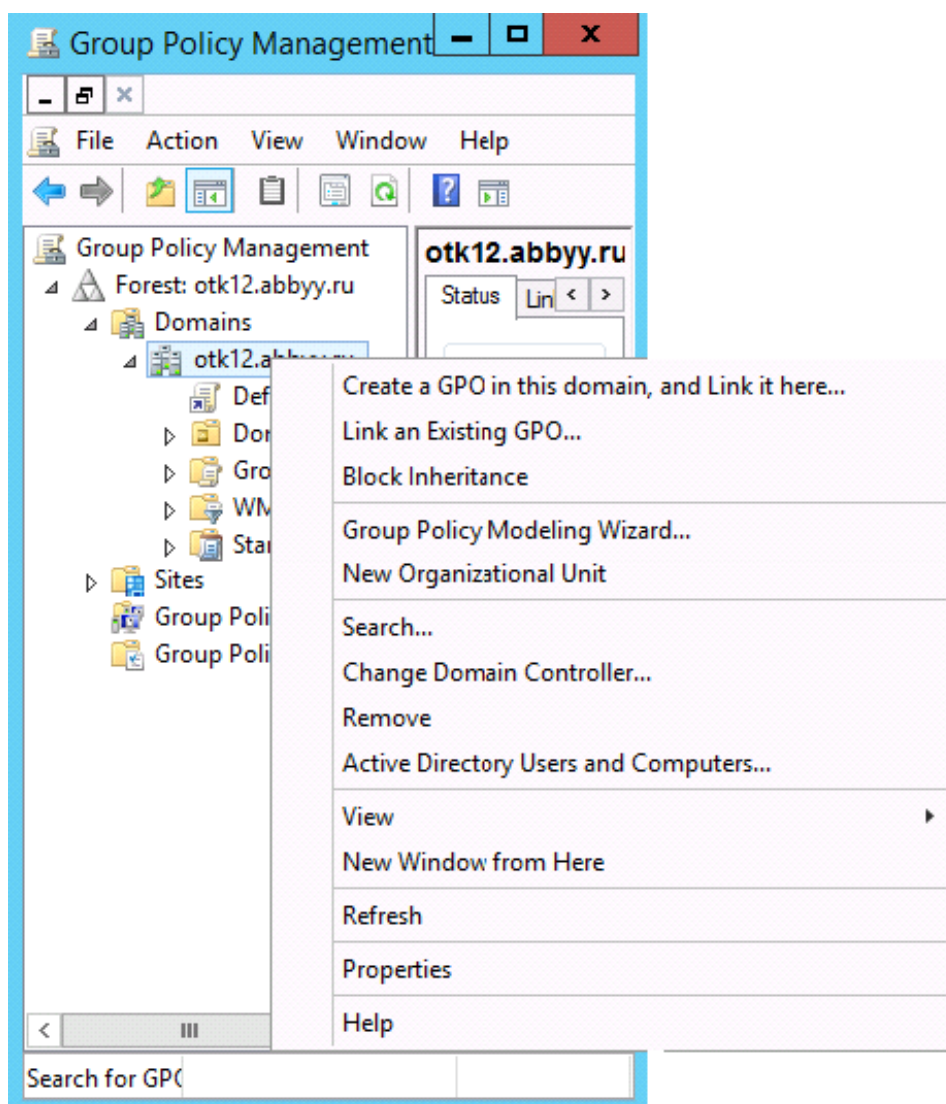 Group Policy Management
File Action View Window Help
Group Policy Management
Forest: otk12.abbyy.ru
Domains
otk12.abbyy.ru
Def
Dor
Gro
WM
Star
Sites
Group Poli
Group Poli
otk12.abbyy.ru
Status Lin
Create a GPO in this domain, and Link it here...
Link an Existing GPO...
Block Inheritance
Group Policy Modeling Wizard...
New Organizational Unit
Search...
Change Domain Controller...
Remove
Active Directory Users and Computers...
View
New Window from Here
Refresh
Properties
Help
Search for GPO